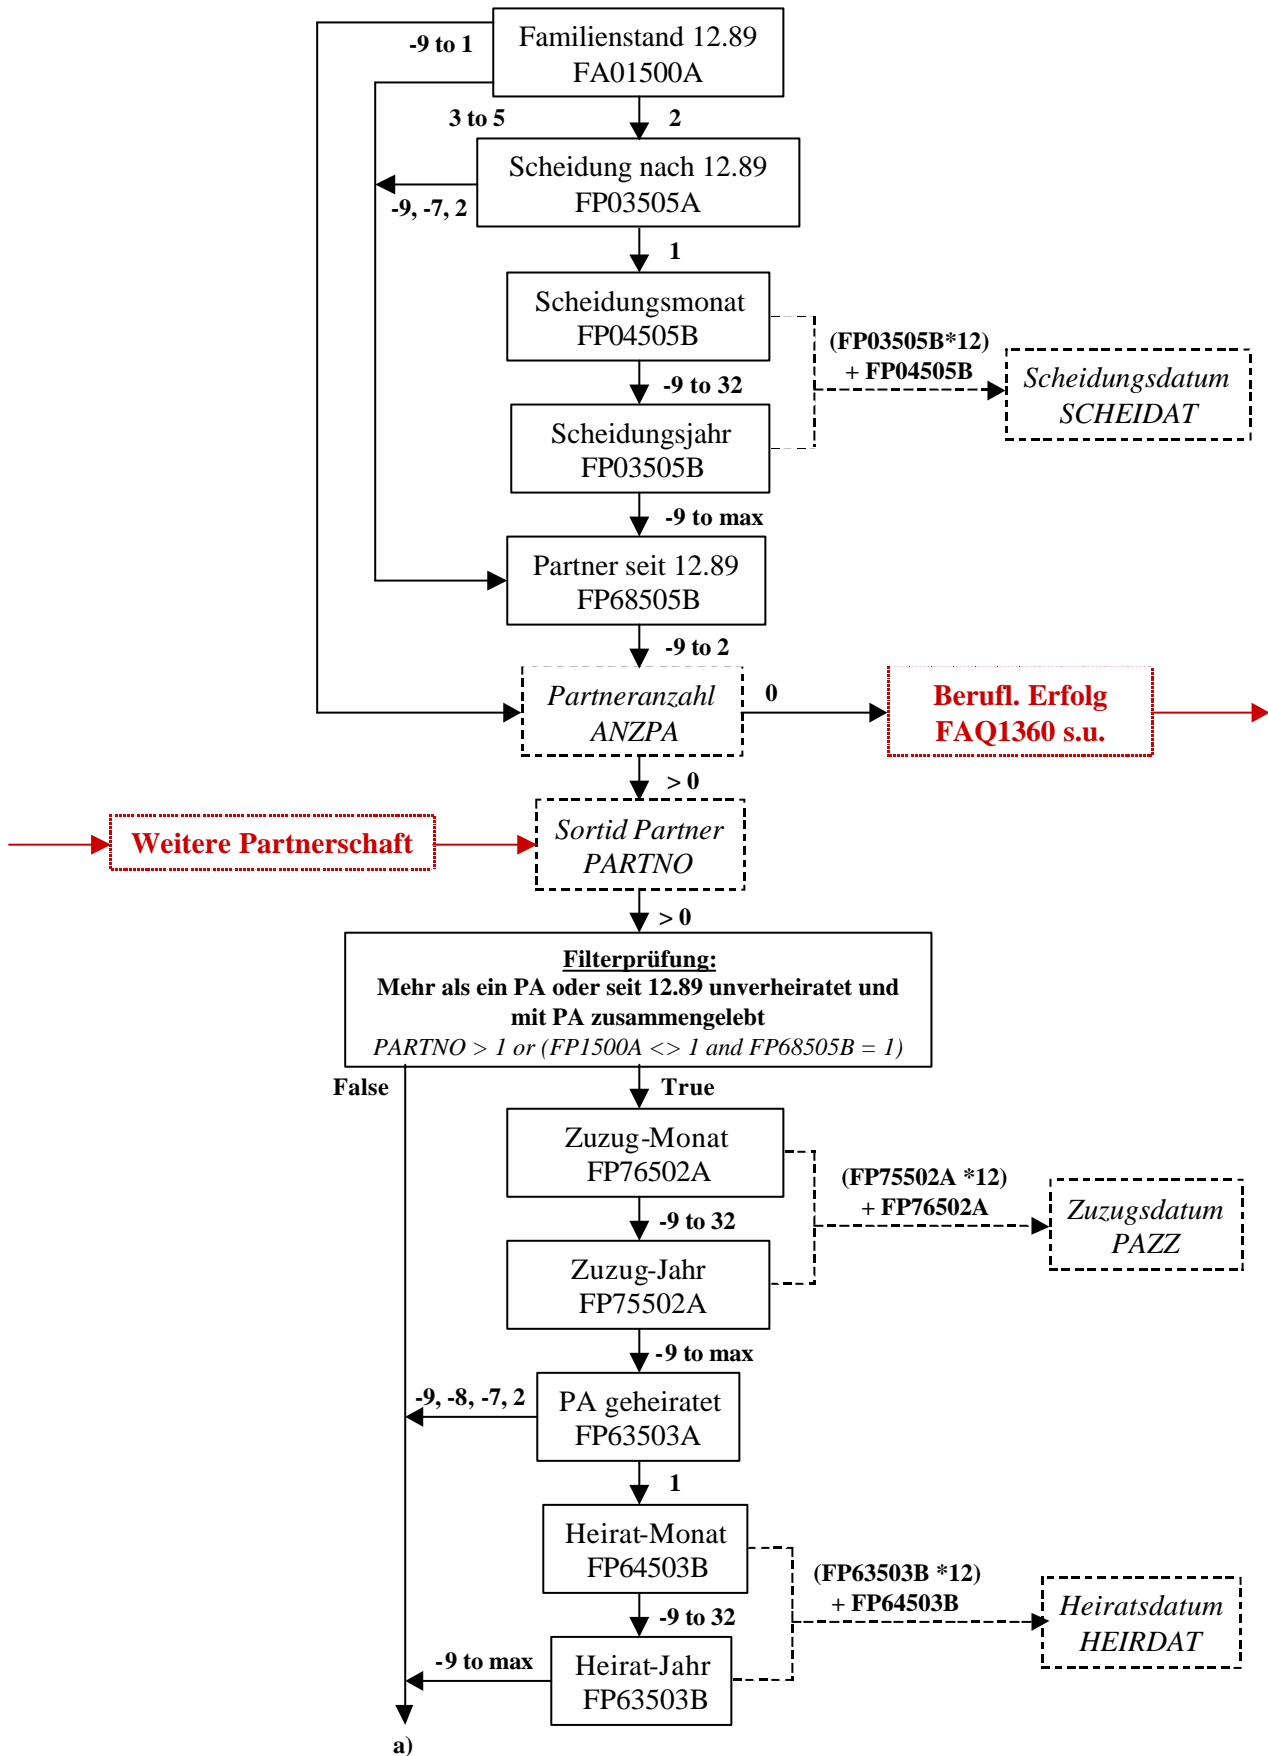 Familienstand 12.89
FA01500A
-9 to 1
3 to 5
2
Scheidung nach 12.89
FP03505A
-9, -7, 2
1
Scheidungsmonat
FP04505B
(FP03505B*12)
+ FP04505B
Scheidungsdatum
SCHEIDAT
-9 to 32
Scheidungsjahr
FP03505B
-9 to max
Partner seit 12.89
FP68505B
-9 to 2
Partneranzahl
ANZPA
0
Berufl. Erfolg
FAQ1360 s.u.
> 0
Weitere Partnerschaft
Sortid Partner
PARTNO
> 0
Filterprüfung:
Mehr als ein PA oder seit 12.89 unverheiratet und
mit PA zusammengelebt
PARTNO > 1 or (FP1500A <> 1 and FP68505B = 1)
False
True
Zuzug-Monat
FP76502A
(FP75502A *12)
+ FP76502A
Zuzugsdatum
PAZZ
-9 to 32
Zuzug-Jahr
FP75502A
-9 to max
-9, -8, -7, 2
PA geheiratet
FP63503A
1
Heirat-Monat
FP64503B
(FP63503B *12)
+ FP64503B
Heiratsdatum
HEIRDAT
-9 to 32
-9 to max
Heirat-Jahr
FP63503B
a)